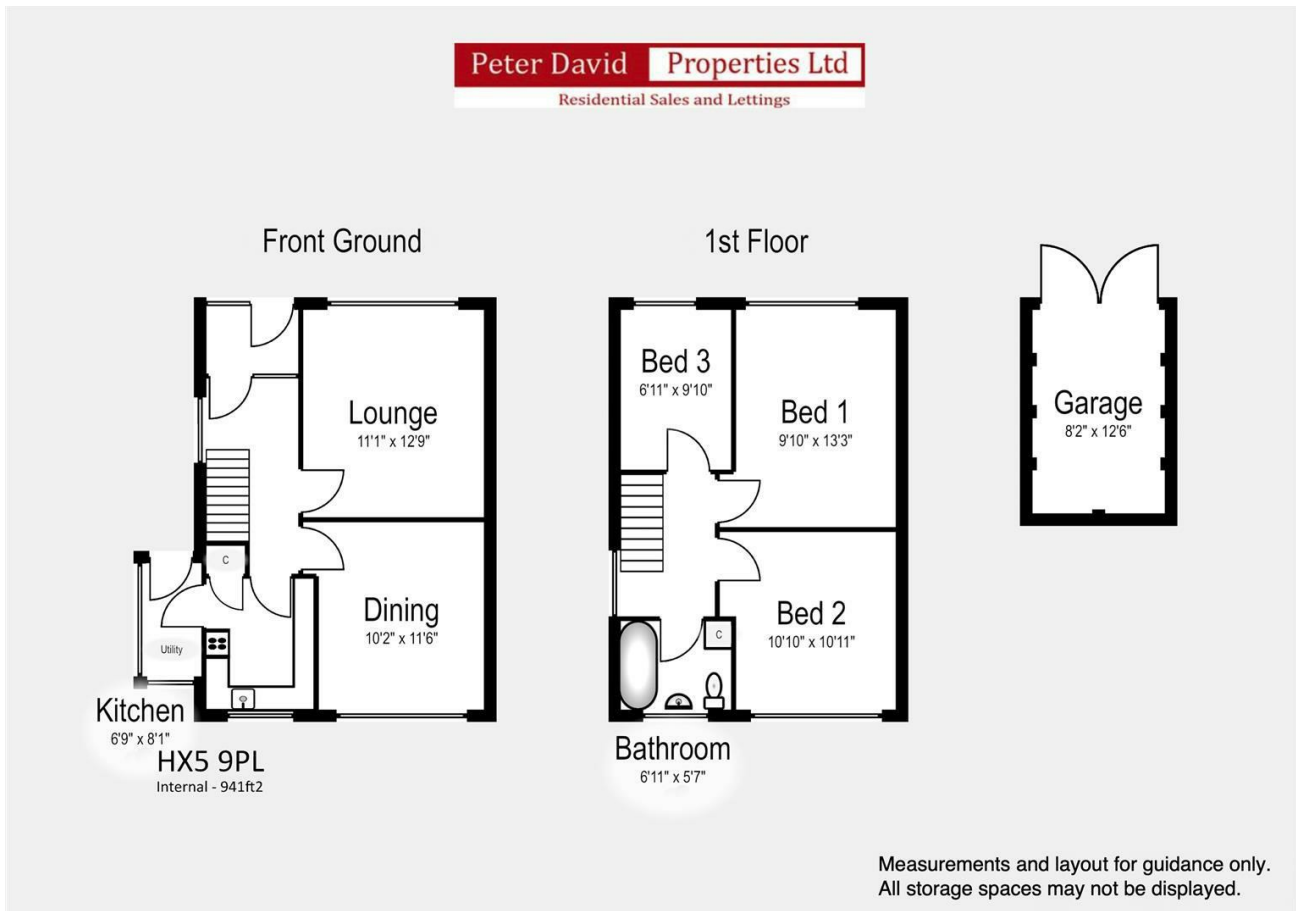 Peter David Properties Ltd
Residential Sales and Lettings
Front Ground
1st Floor
Lounge
11'1" x 12'9"
C
Utility
Dining
10'2" x 11'6"
Kitchen
6'9" x 8'1"
HX5 9PL
Internal - 941ft2
Bed 3
6'11" x 9'10"
Bed 1
9'10" x 13'3"
Bed 2
10'10" x 10'11"
C
Bathroom
6'11" x 5'7"
Garage
8'2" x 12'6"
Measurements and layout for guidance only.
All storage spaces may not be displayed.